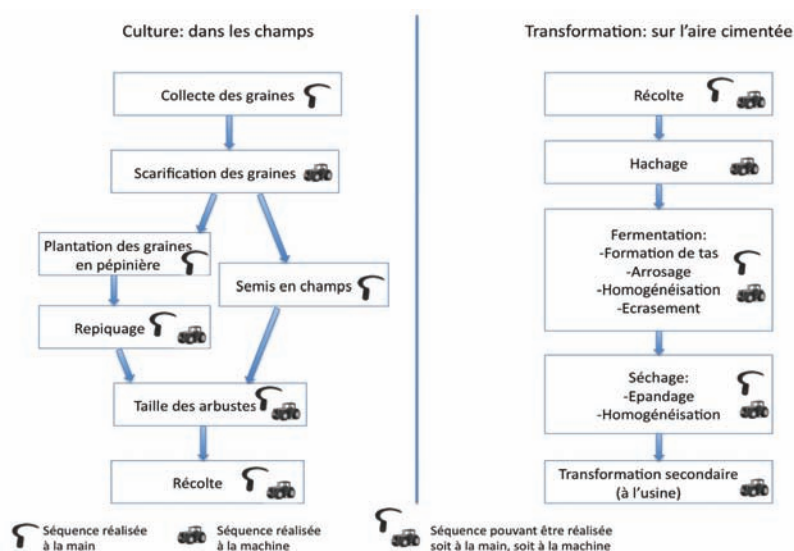 Culture: dans les champs
Collecte des graines
Scarification des graines
Plantation des graines
en pépinière
Semis en champs
Repiquage
Taille des arbustes
Récolte
Transformation: sur l'aire cimentée
Récolte
Hachage
Fermentation:
-Formation de tas
-Arrosage
-Homogénéisation
-Ecrasement
Séchage:
-Epandage
-Homogénéisation
Transformation secondaire
(à l'usine)
Séquence réalisée
à la main
Séquence réalisée
à la machine
Séquence pouvant être réalisée
soit à la main, soit à la machine